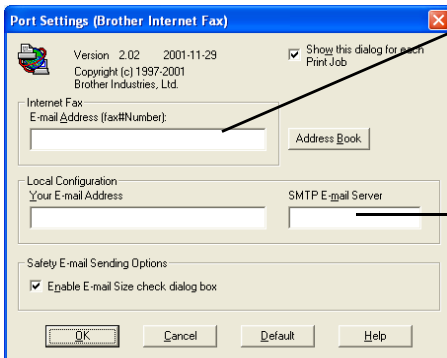 Port Settings (Brother Internet Fax)
Version 2.02 2001-11-29
Copyright (c) 1997-2001
Brother Industries, Ltd.
Show this dialog for each
Print Job
Internet Fax
E-mail Address (fax#Number):
Address Book
Local Configuration
Your E-mail Address
SMTP E-mail Server
Safety E-mail Sending Options
Enable E-mail Size check dialog box
OK
Cancel
Default
Help